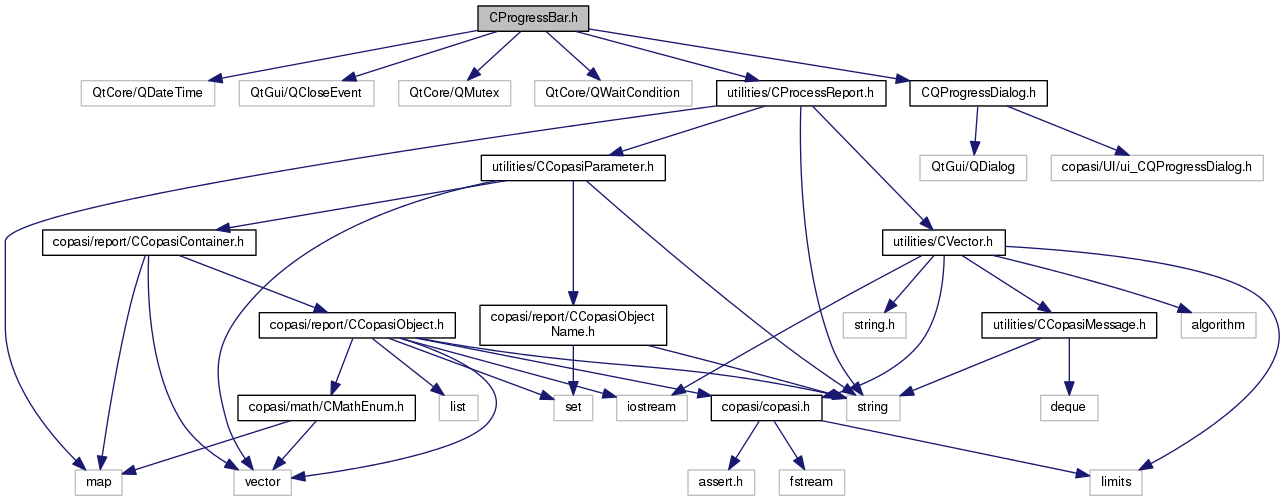 CProgressBar.h
QtCore/QDateTime
QtGui/QCloseEvent
QtCore/QMutex
QtCore/QWaitCondition
utilities/CProcessReport.h
CQProgressDialog.h
utilities/CCopasiParameter.h
QtGui/QDialog
copasi/UI/ui_CQProgressDialog.h
copasi/report/CCopasiContainer.h
utilities/CVector.h
copasi/report/CCopasiObject.h
copasi/report/CCopasiObject
Name.h
string.h
utilities/CCopasiMessage.h
algorithm
copasi/math/CMathEnum.h
list
set
iostream
copasi/copasi.h
string
deque
map
vector
assert.h
fstream
limits